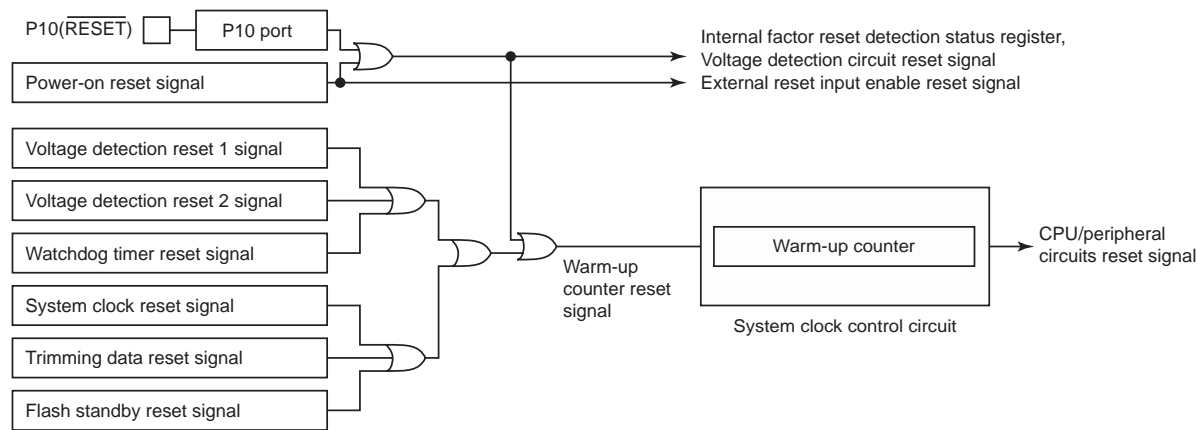 P10(RESET)
P10 port
Internal factor reset detection status register,
Voltage detection circuit reset signal
Power-on reset signal
External reset input enable reset signal
Voltage detection reset 1 signal
Voltage detection reset 2 signal
Watchdog timer reset signal
System clock reset signal
Trimming data reset signal
Flash standby reset signal
Warm-up
counter reset
signal
Warm-up counter
System clock control circuit
CPU/peripheral
circuits reset signal